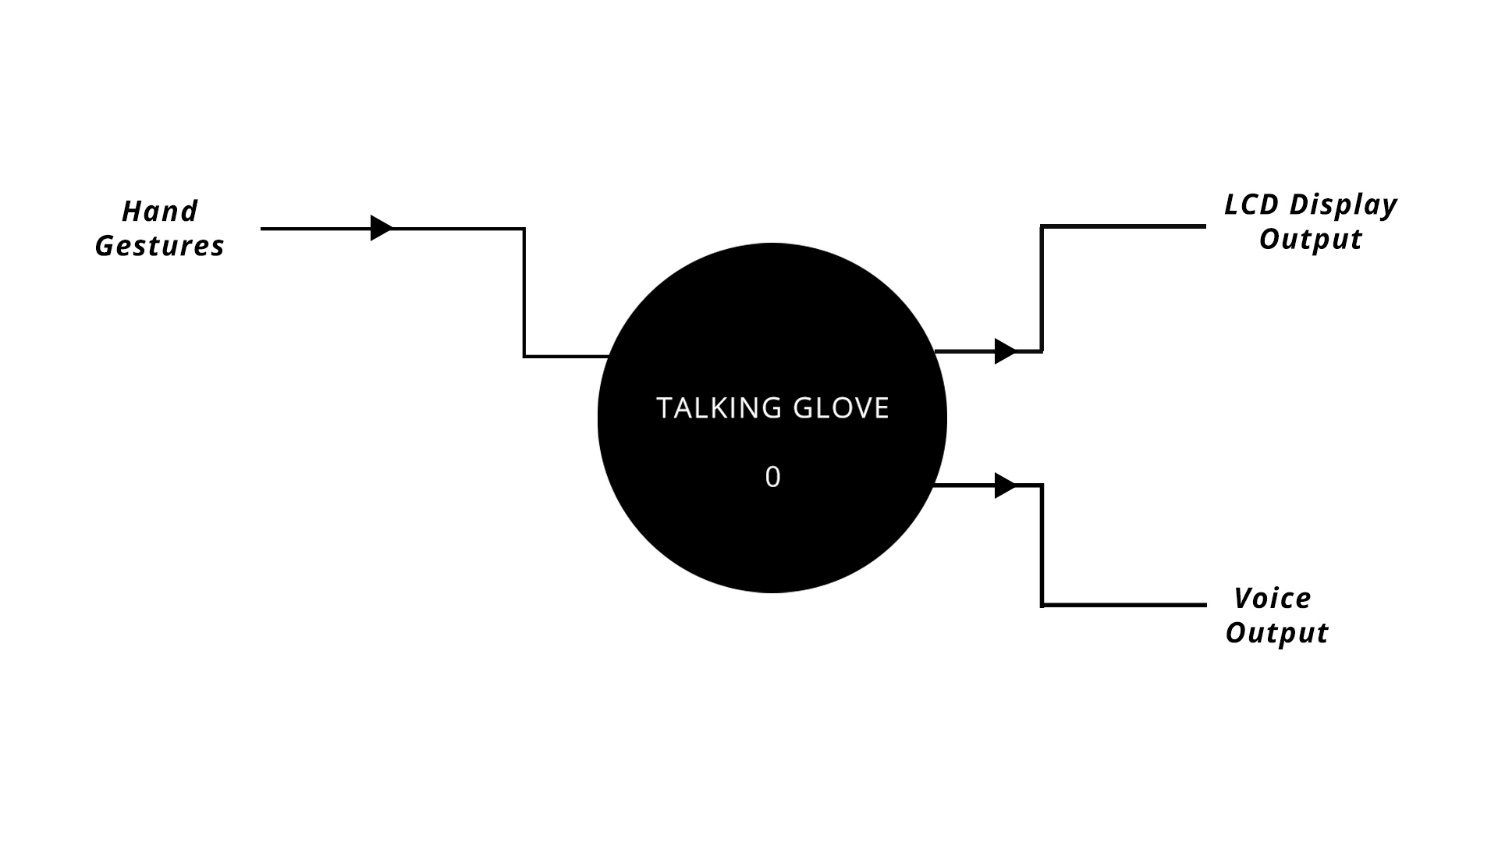 Hand
Gestures
TALKING GLOVE
0
LCD Display
Output
Voice
Output